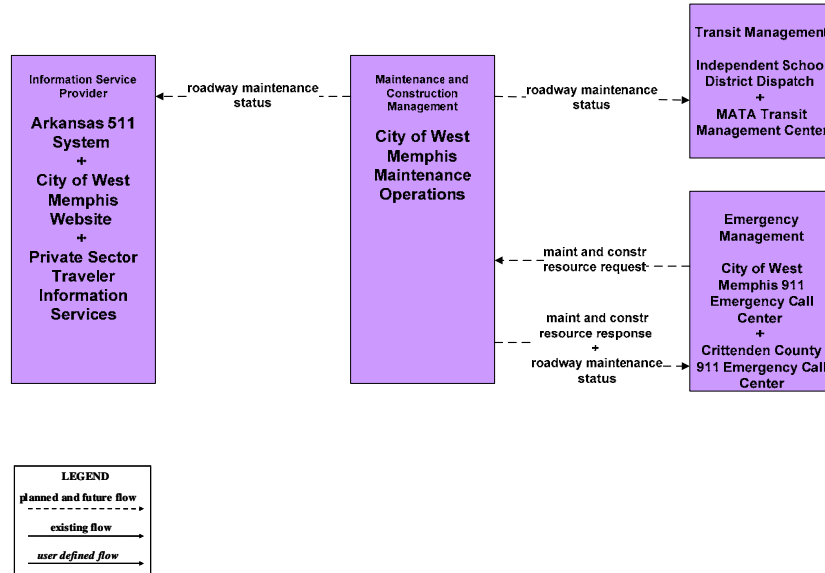 Information Service
Provider
Arkansas 511
System
+
City of West
Memphis
Website
+
Private Sector
Traveler
Information
Services
roadway maintenance
status
Maintenance and
Construction
Management
City of West
Memphis
Maintenance
Operations
roadway maintenance
status
Transit Management
Independent School
District Dispatch
+
MATA Transit
Management Center
maint and constr
resource request
maint and constr
resource response
+
roadway maintenance
status
Emergency
Management
City of West
Memphis 911
Emergency Call
Center
+
Crittenden County
911 Emergency Call
Center
LEGEND
planned and future flow
existing flow
user defined flow